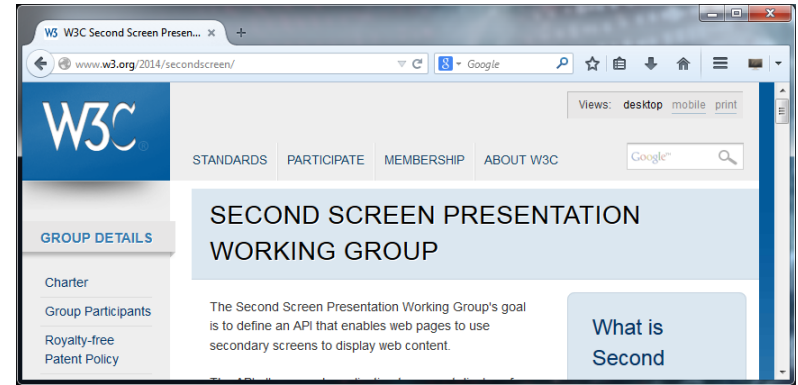 W3C Second Screen Presen...
www.w3.org/2014/secondscreen/
Google
Views: desktop mobile print
W3C
STANDARDS PARTICIPATE MEMBERSHIP ABOUT W3C
Google
GROUP DETAILS
Charter
Group Participants
Royalty-free
Patent Policy
SECOND SCREEN PRESENTATION
WORKING GROUP
The Second Screen Presentation Working Group's goal
is to define an API that enables web pages to use
secondary screens to display web content.
What is
Second